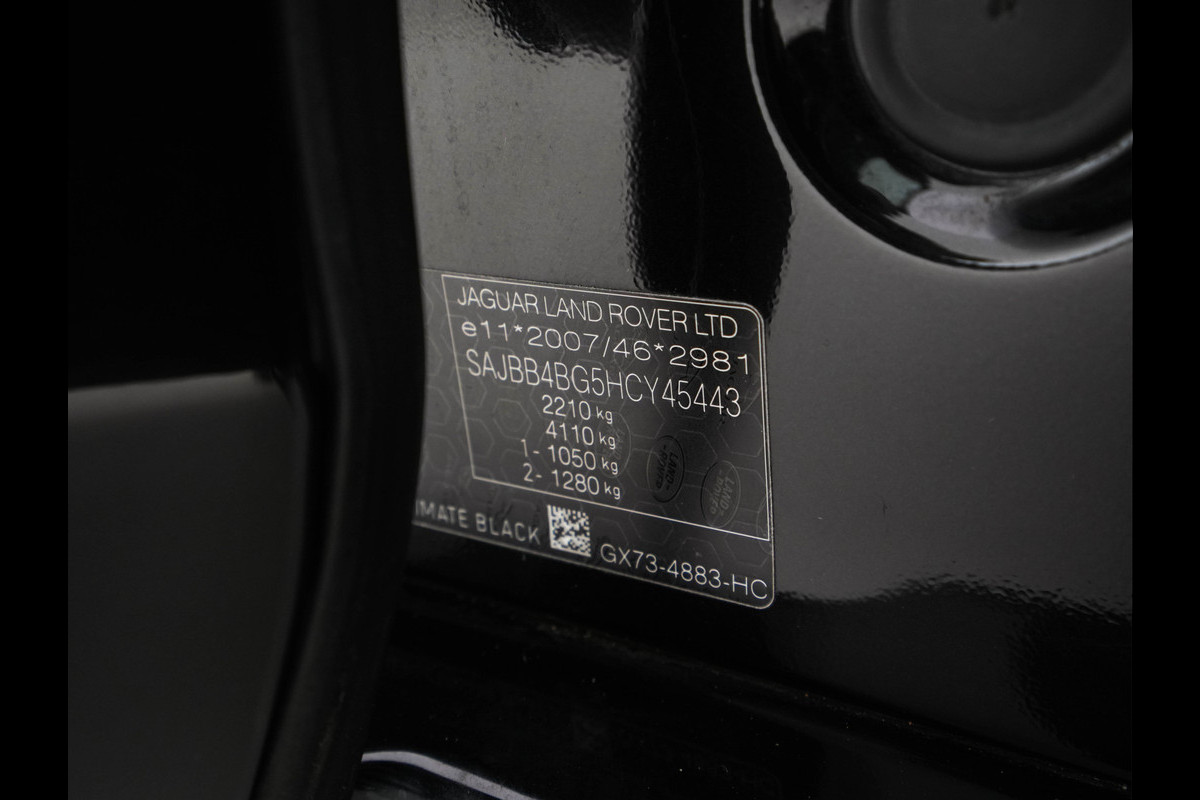 JAGUAR LAND ROVER LTD
e11*2007/46*2981
SAJBB4BG5HCY45443
2210 kg
4110 kg
1- 1050 kg
2- 1280 kg
IMATE BLACK
GX73-4883-HC